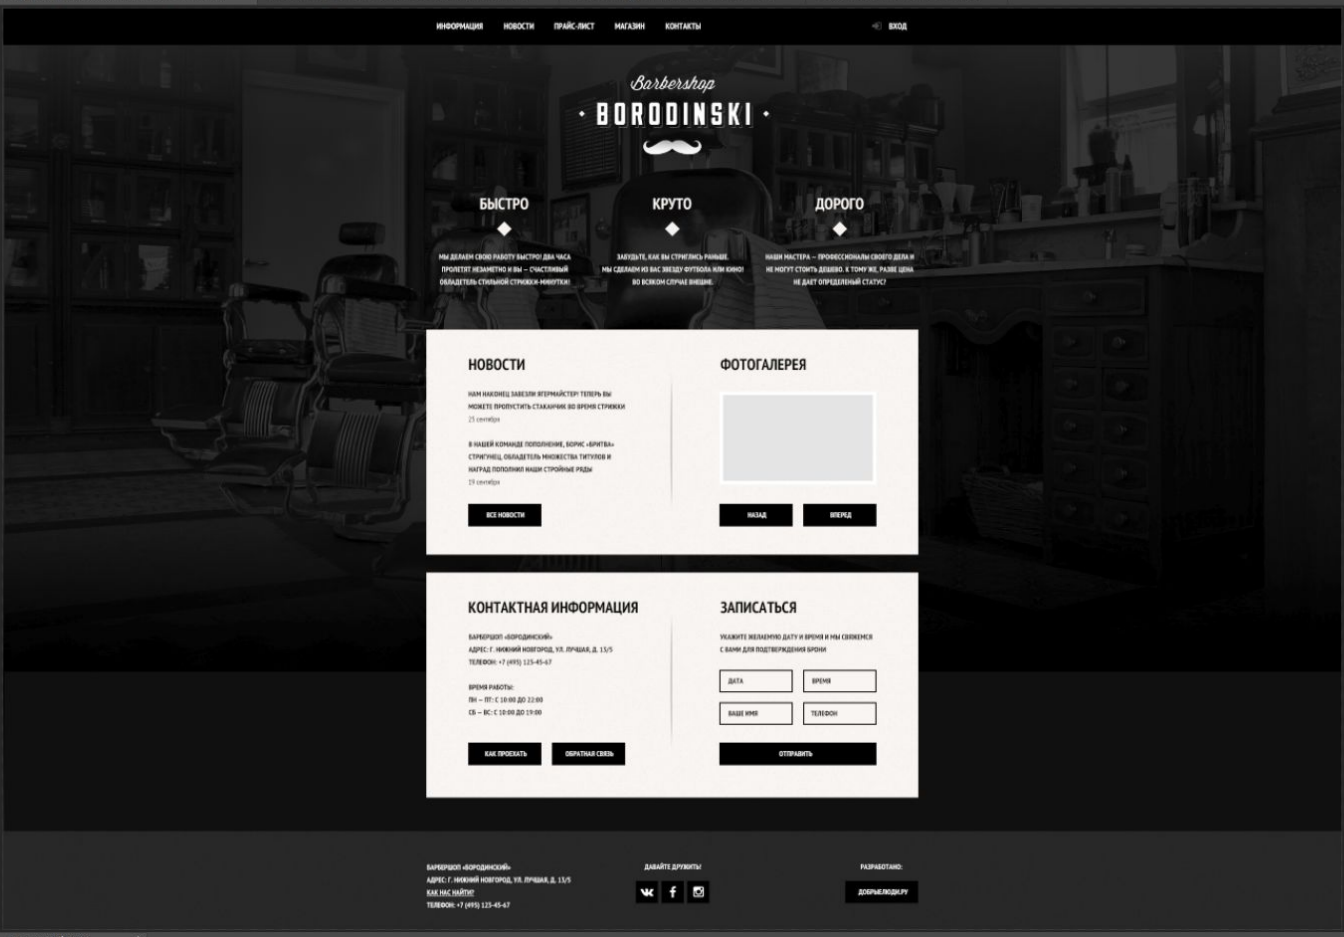 ИНФОРМАЦИЯ НОВОСТИ ПРАЙС-ЛИСТ МАГАЗИН КОНТАКТЫ ВХОД
Barbershop
BORODINSKI
БЫСТРО
МЫ ДЕЛАЕМ СВОЮ РАБОТУ БЫСТРО! ДВА ЧАСА
ПРОЛЕТЯТ НЕЗАМЕТНО И ВЫ — СЧАСТЛИВЫЙ
ОБЛАДАТЕЛЬ СТИЛЬНОЙ СТРИЖКИ-МИНУТКИ!
КРУТО
ЗАБУДЬТЕ, КАК ВЫ СТРИГЛИСЬ РАНЬШЕ.
МЫ СДЕЛАЕМ ИЗ ВАС ЗВЕЗДУ ФУТБОЛА ИЛИ КИНО!
ВО ВСЯКОМ СЛУЧАЕ ВНЕШНЕ.
ДОРОГО
НАШИ МАСТЕРА — ПРОФЕССИОНАЛЫ СВОЕГО ДЕЛА И
НЕ МОГУТ СТОИТЬ ДЕШЕВО. К ТОМУ ЖЕ, РАЗВЕ ЦЕНА
НЕ ДАЕТ ОПРЕДЕЛЕНЫЙ СТАТУС?
НОВОСТИ
НАМ НАКОНЕЦ ЗАВЕЗЛИ ЯГЕРМАЙСТЕР! ТЕПЕРЬ ВЫ
МОЖЕТЕ ПРОПУСТИТЬ СТАКАНЧИК ВО ВРЕМЯ СТРИЖКИ
25 сентября
В НАШЕЙ КОМАНДЕ ПОПОЛНЕНИЕ, БОРИС «БРИТВА»
СТРИГУНЕЦ, ОБЛАДАТЕЛЬ МНОЖЕСТВА ТИТУЛОВ И
НАГРАД ПОПОЛНИЛ НАШИ СТРОЙНЫЕ РЯДЫ
19 сентября
ВСЕ НОВОСТИ
ФОТОГАЛЕРЕЯ
НАЗАД ВПЕРЕД
КОНТАКТНАЯ ИНФОРМАЦИЯ
БАРБЕРШОП «БОРОДИНСКИЙ»
АДРЕС: Г. НИЖНИЙ НОВГОРОД, УЛ. ЛУЧШАЯ, Д. 13/5
ТЕЛЕФОН: +7 (495) 123-45-67
ВРЕМЯ РАБОТЫ:
ПН — ПТ: С 10:00 ДО 22:00
СБ — ВС: С 10:00 ДО 19:00
КАК ПРОЕХАТЬ ОБРАТНАЯ СВЯЗЬ
ЗАПИСАТЬСЯ
УКАЖИТЕ ЖЕЛАЕМУЮ ДАТУ И ВРЕМЯ И МЫ СВЯЖЕМСЯ
С ВАМИ ДЛЯ ПОДТВЕРЖДЕНИЯ БРОНИ
ДАТА ВРЕМЯ
ВАШЕ ИМЯ ТЕЛЕФОН
ОТПРАВИТЬ
БАРБЕРШОП «БОРОДИНСКИЙ»
АДРЕС: Г. НИЖНИЙ НОВГОРОД, УЛ. ЛУЧШАЯ, Д. 13/5
КАК НАС НАЙТИ?
ТЕЛЕФОН: +7 (495) 123-45-67
ДАВАЙТЕ ДРУЖИТЬ!
РАЗРАБОТАНО:
ДОБРЫЕЛЮДИ.РУ